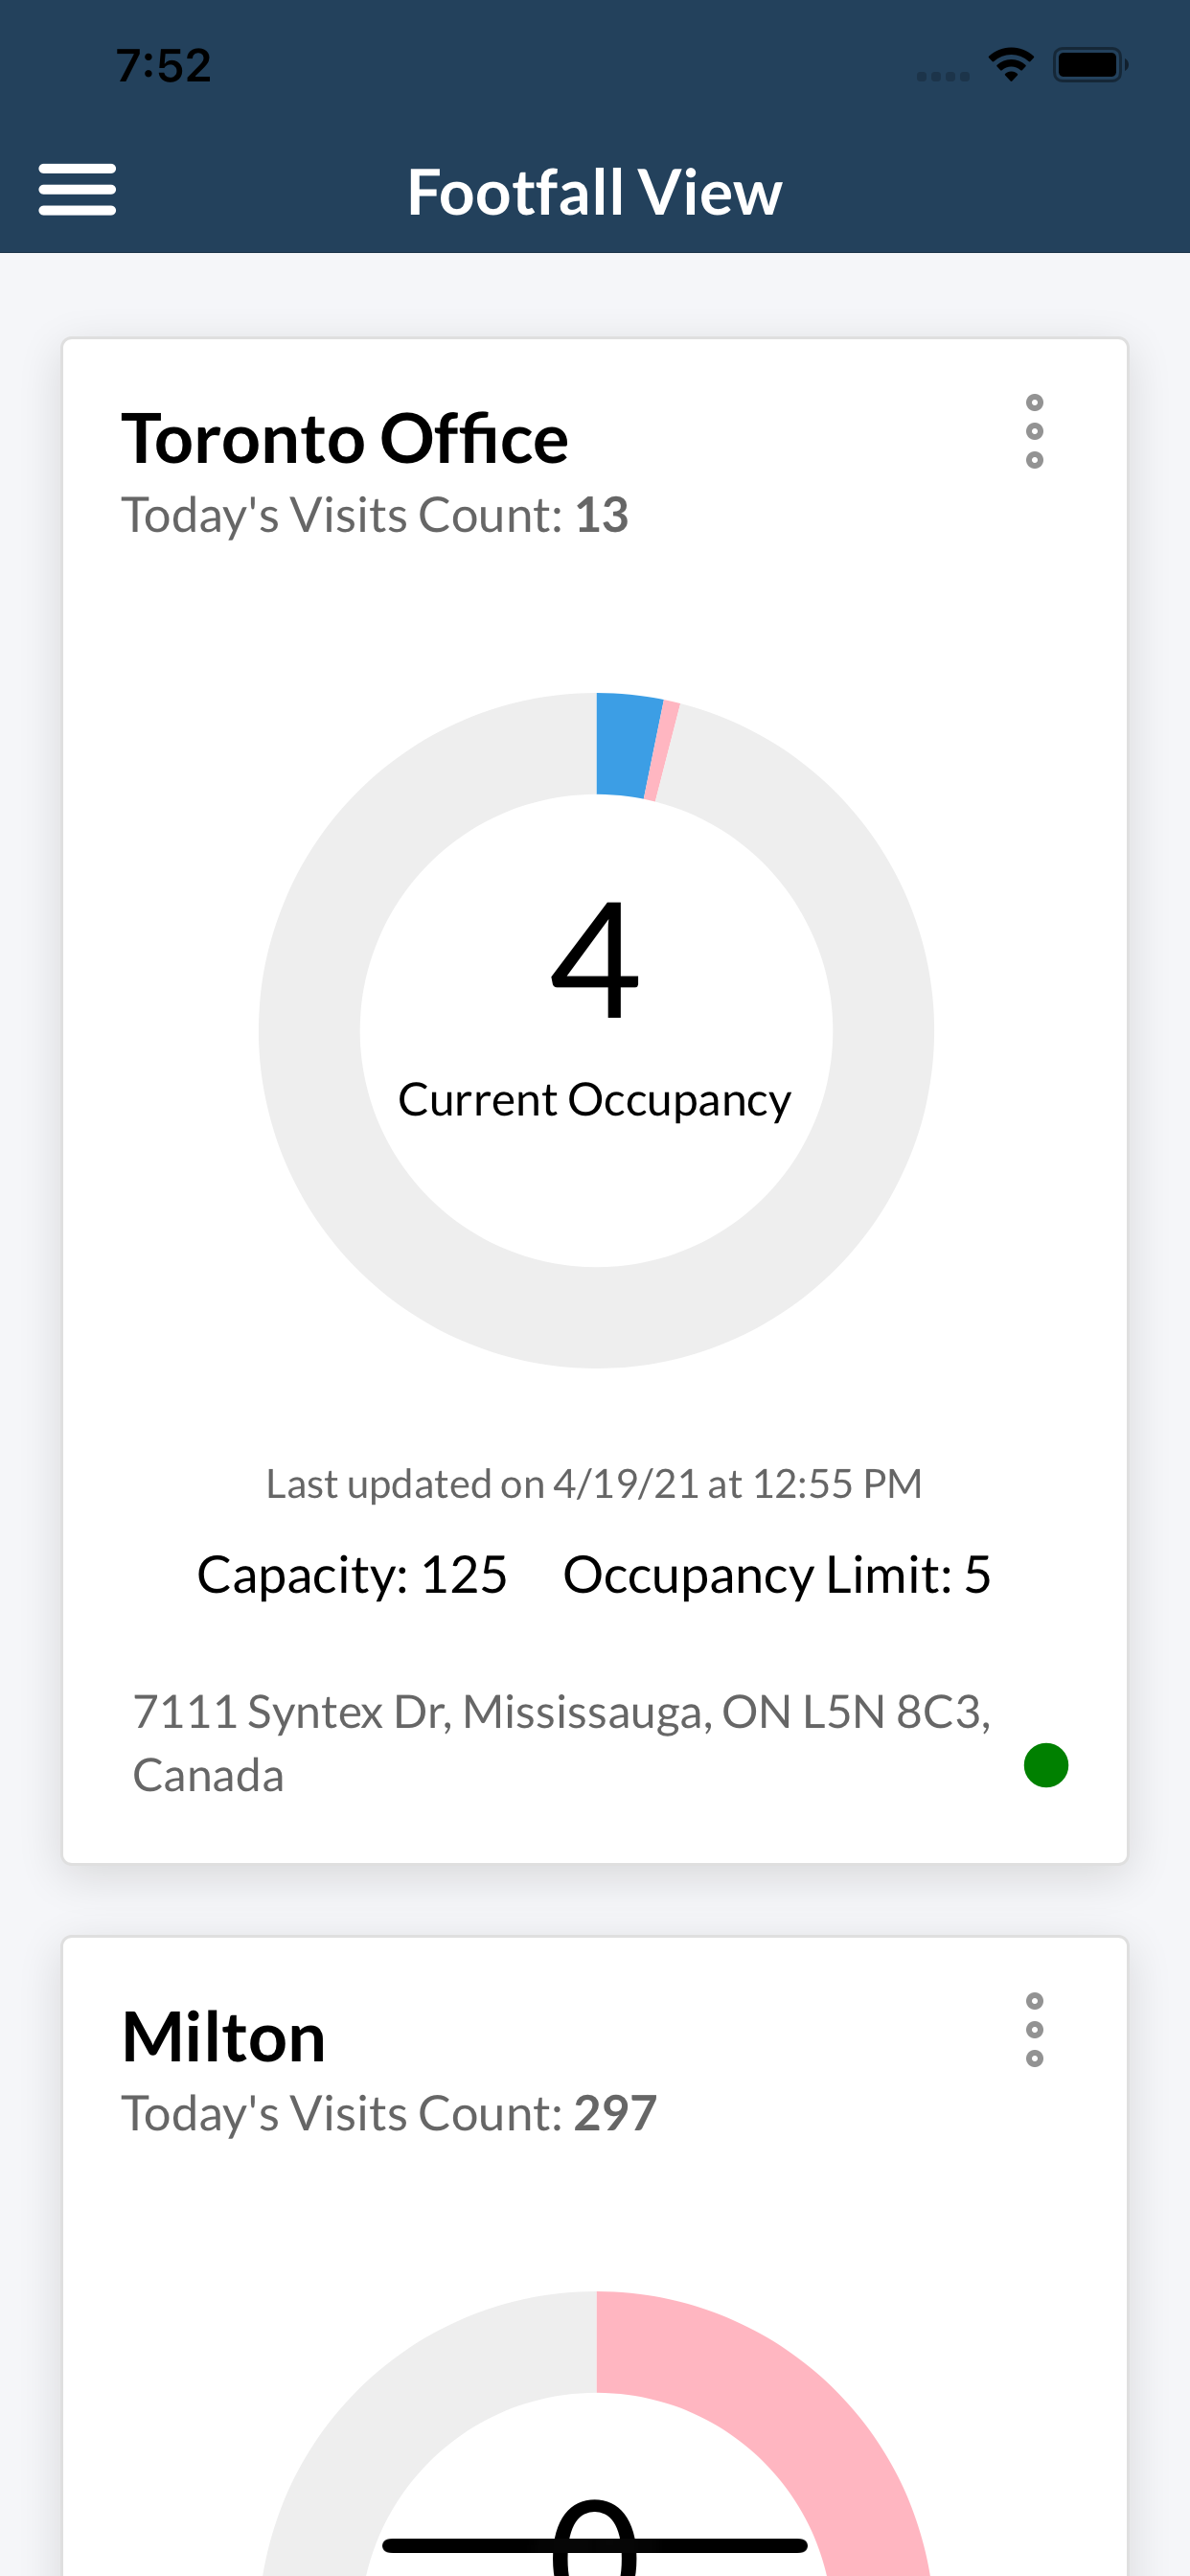 7:52
Footfall View
Toronto Office
Today's Visits Count: 13
4
Current Occupancy
Last updated on 4/19/21 at 12:55 PM
Capacity: 125 Occupancy Limit: 5
7111 Syntex Dr, Mississauga, ON L5N 8C3,
Canada
Milton
Today's Visits Count: 297
0